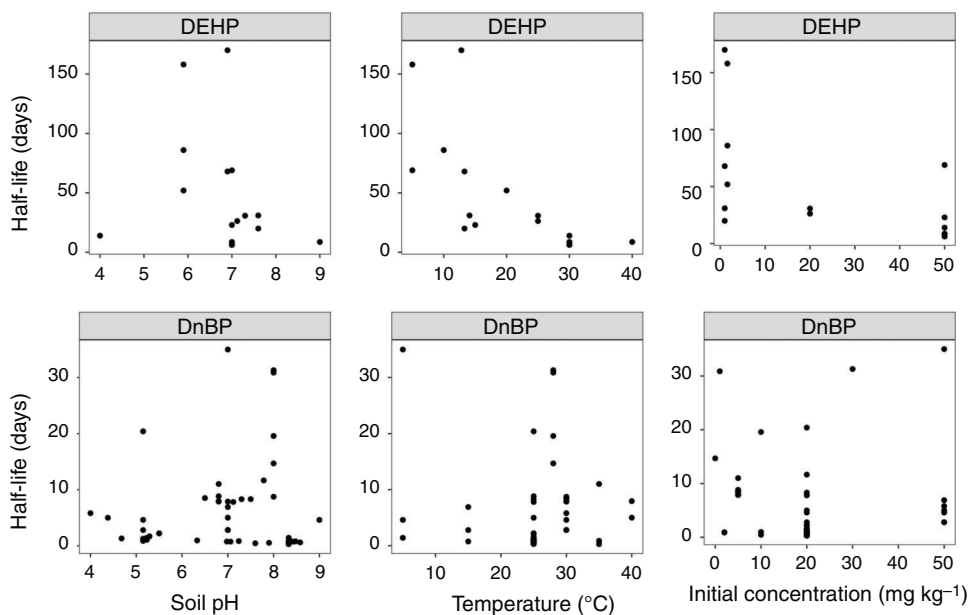 DEHP DEHP DEHP
Half-life (days)
150
100
50
0
4 5 6 7 8 9
150
100
50
0
10 20 30 40
150
100
50
0
0 10 20 30 40 50
DnBP DnBP DnBP
Half-life (days)
30
20
10
0
4 5 6 7 8 9
Soil pH
30
20
10
0
10 20 30 40
Temperature (°C)
30
20
10
0
0 10 20 30 40 50
Initial concentration (mg kg⁻¹)